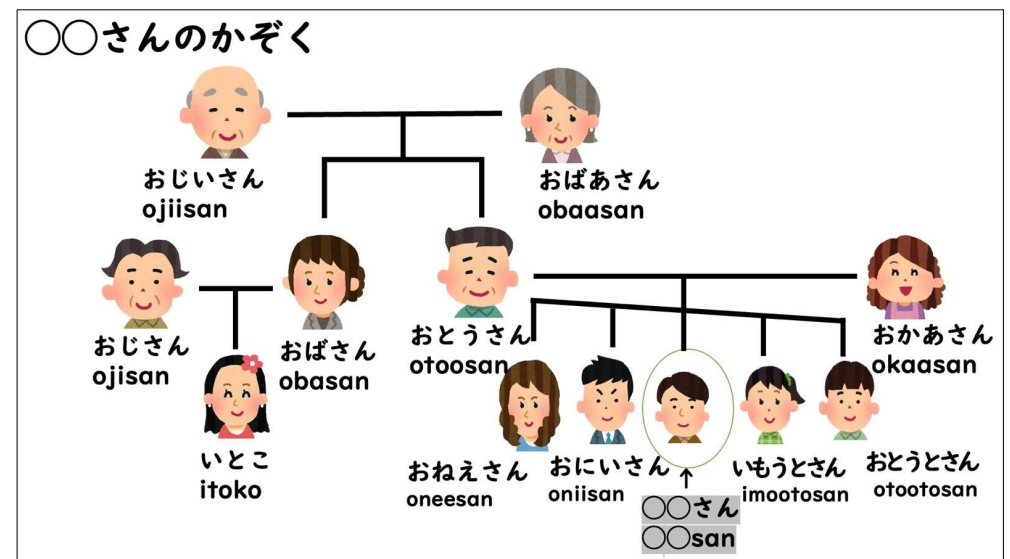 ○○さんのかぞく
おじいさん
ojiisan
おばあさん
obaasan
おじさん
ojisan
おばさん
obasan
おとうさん
otoosan
おかあさん
okaasan
いとこ
itoko
おねえさん
oneesan
おにいさん
oniisan
○○さん
○○san
いもうとさん
imootosan
おとうとさん
otootosan